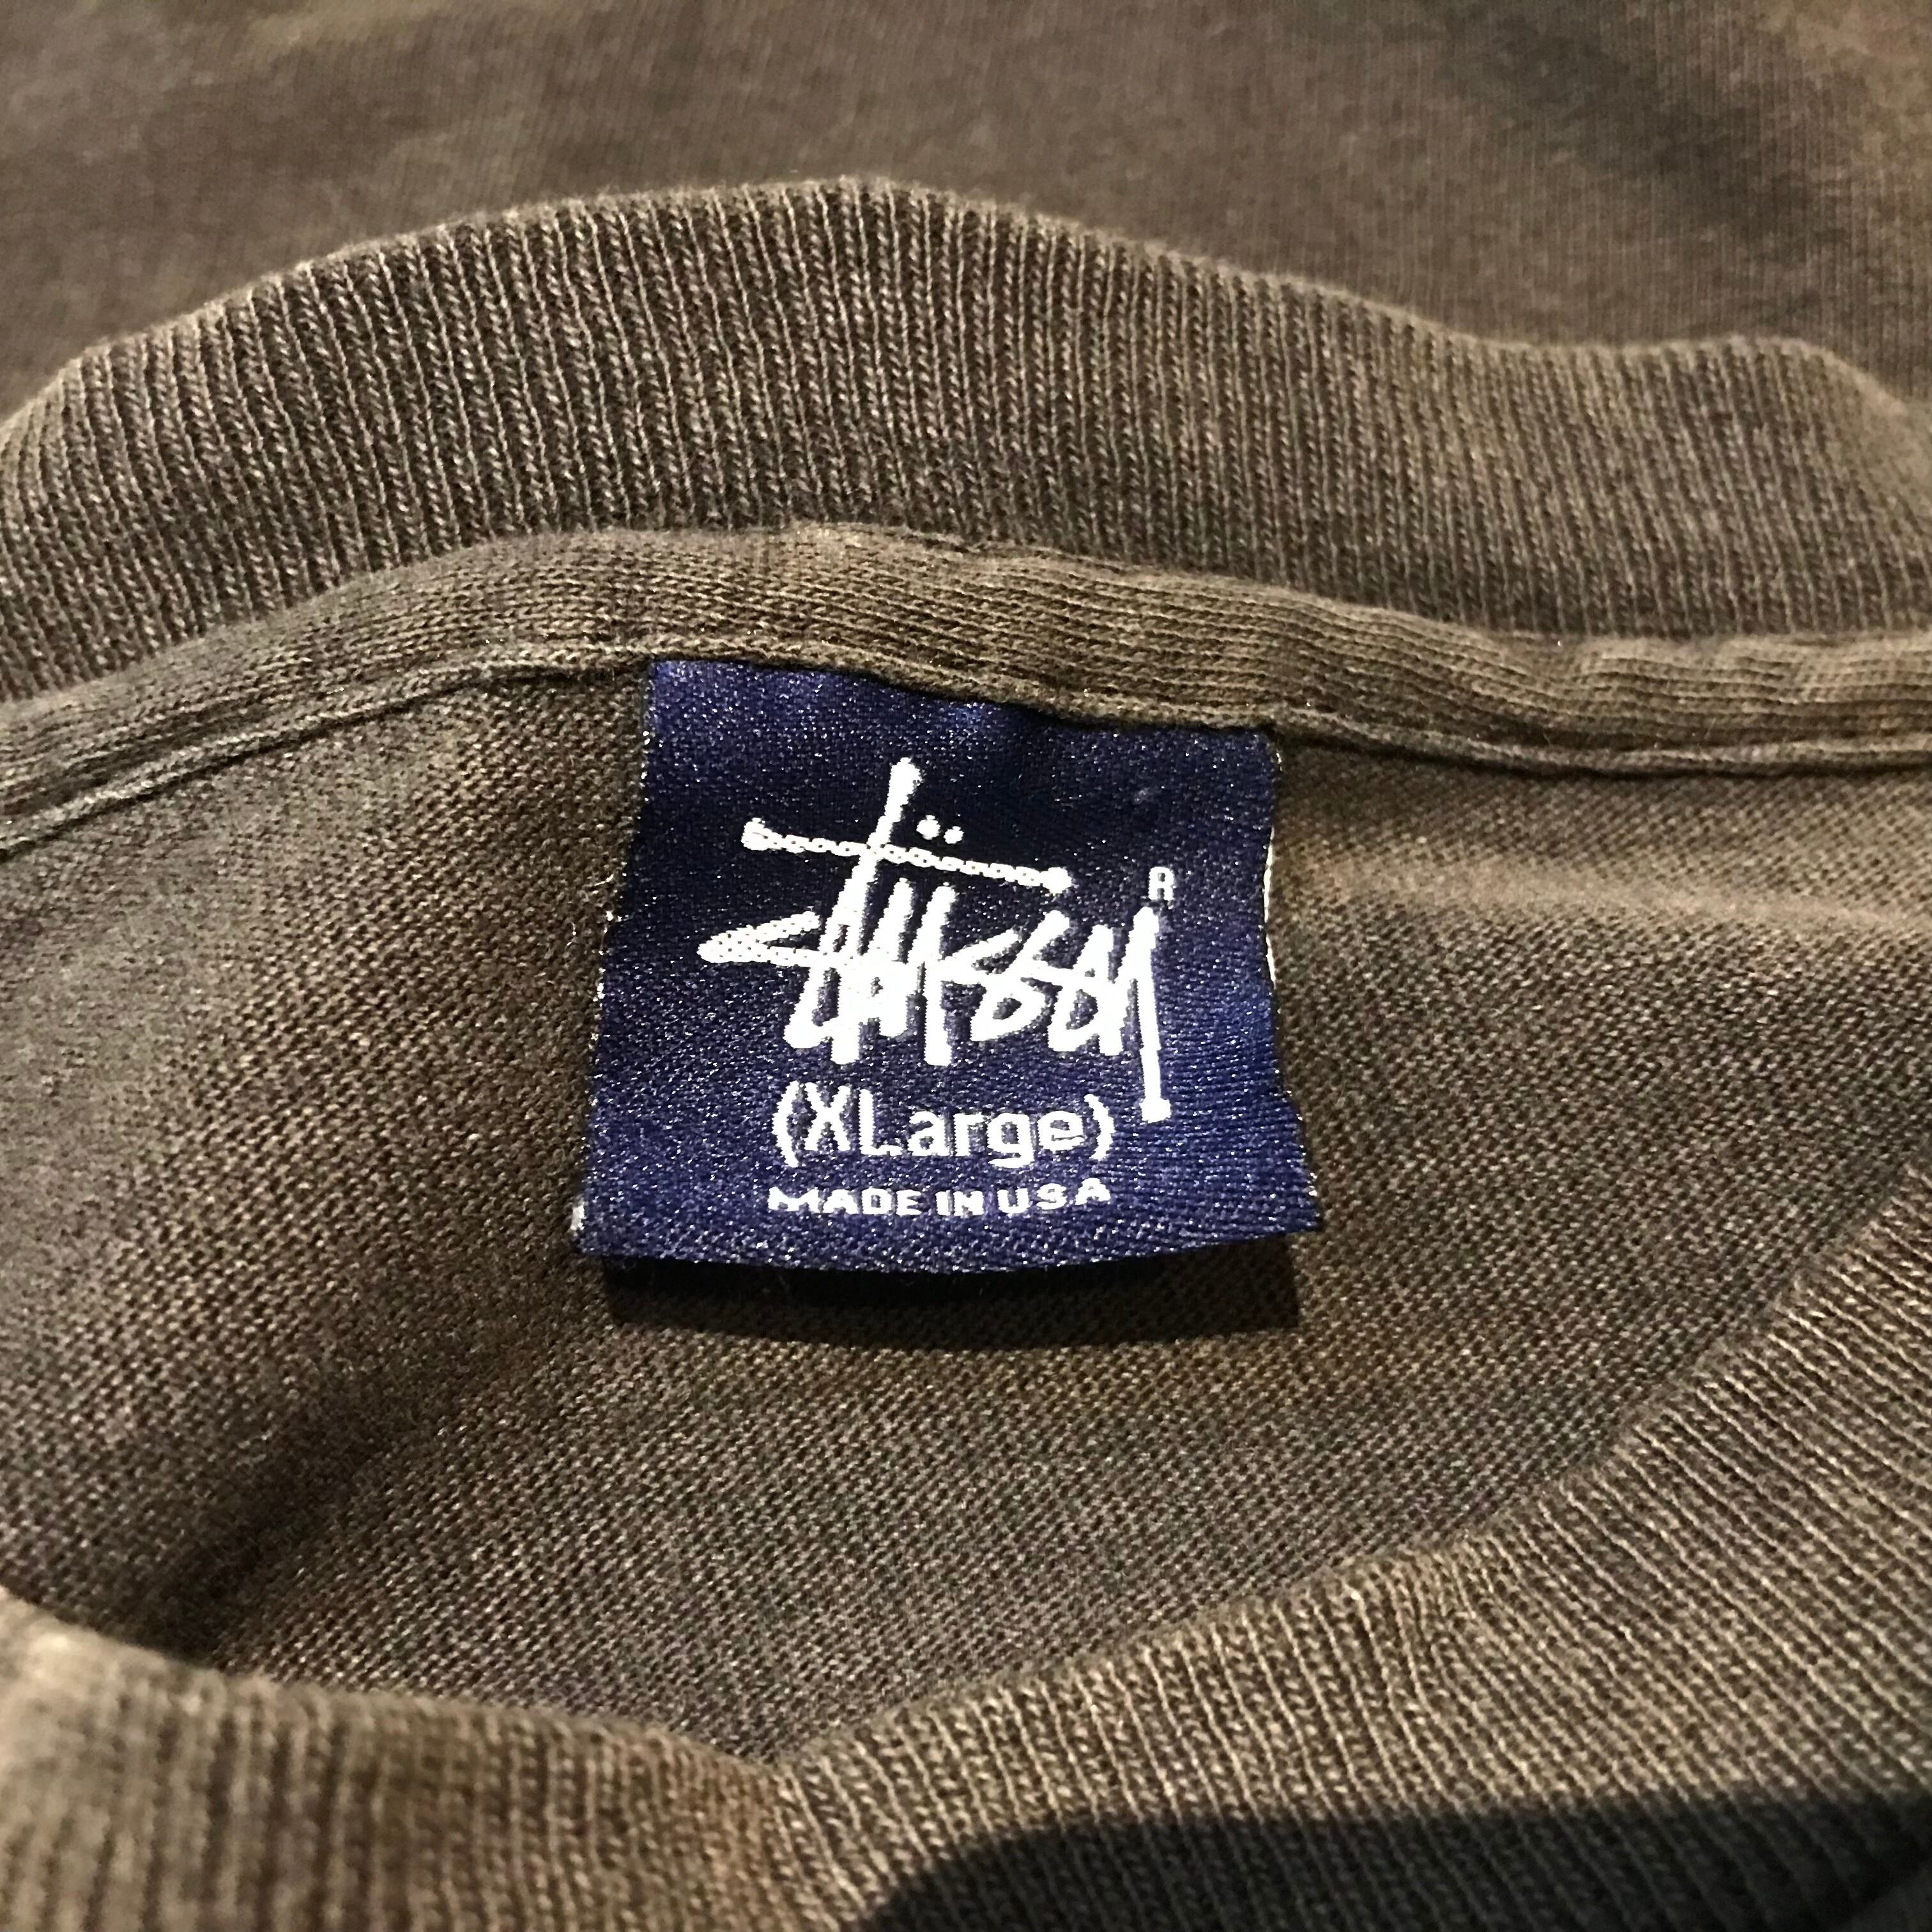 Stüssy R
(XLarge)
MADE IN USA